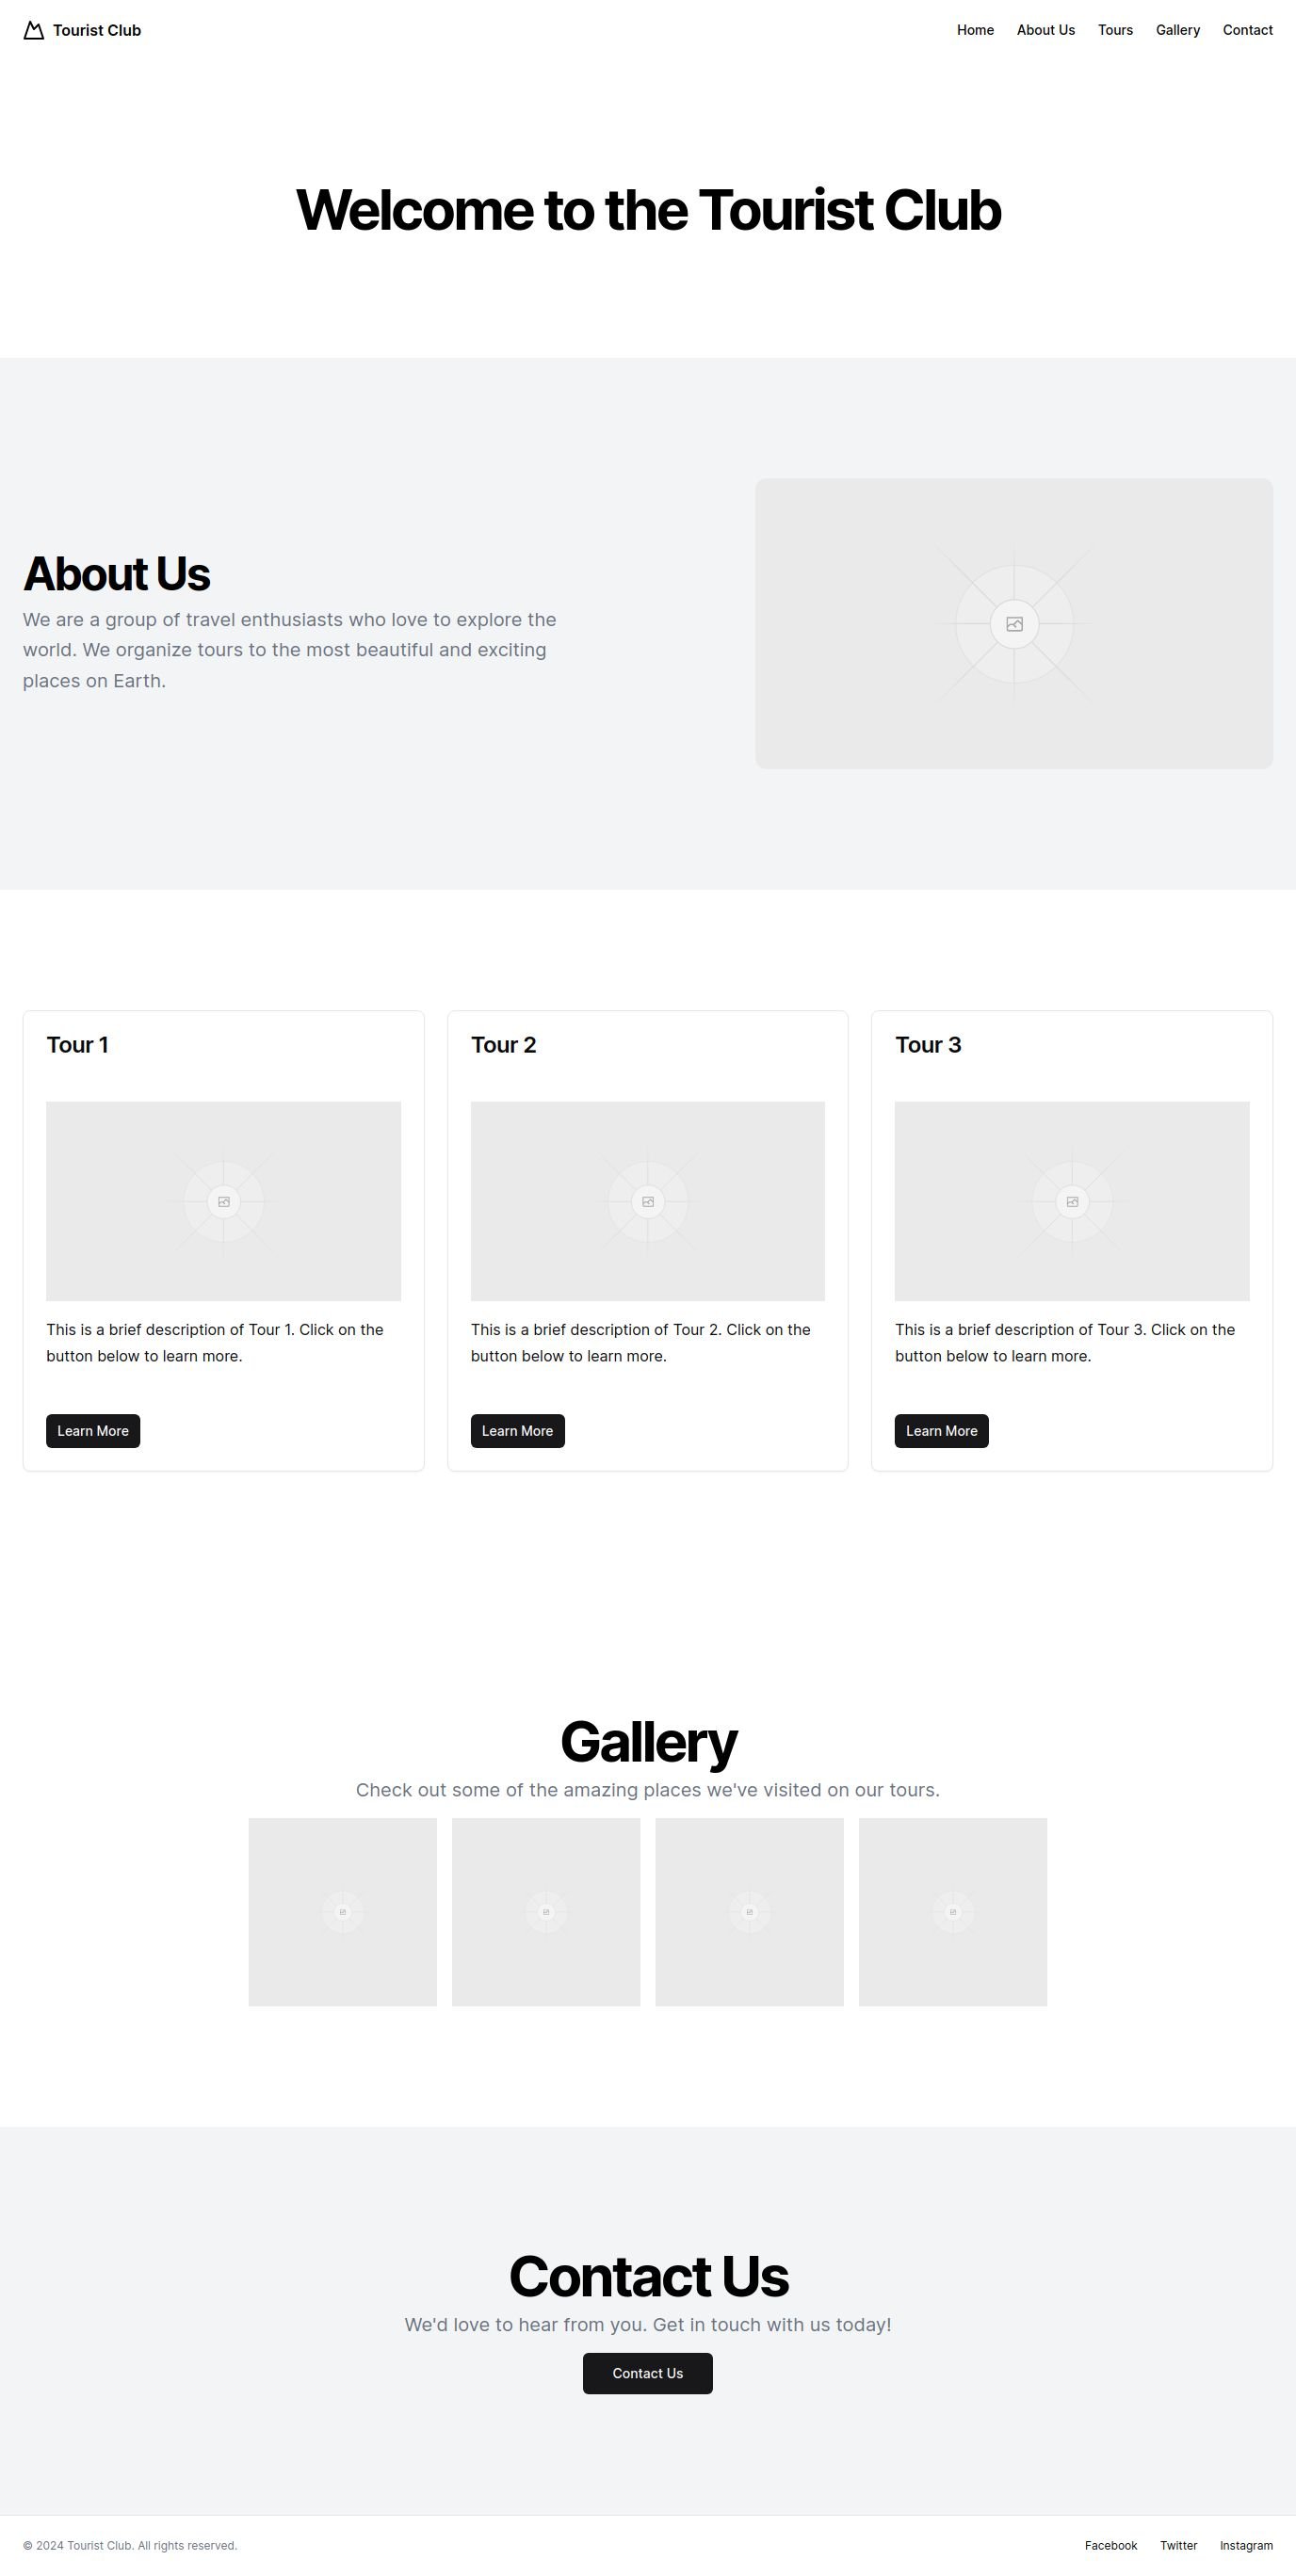 Tourist Club
Home
About Us
Tours
Gallery
Contact
Welcome to the Tourist Club
About Us
We are a group of travel enthusiasts who love to explore the
world. We organize tours to the most beautiful and exciting
places on Earth.
Tour 1
This is a brief description of Tour 1. Click on the
button below to learn more.
Learn More
Tour 2
This is a brief description of Tour 2. Click on the
button below to learn more.
Learn More
Tour 3
This is a brief description of Tour 3. Click on the
button below to learn more.
Learn More
Gallery
Check out some of the amazing places we've visited on our tours.
Contact Us
We'd love to hear from you. Get in touch with us today!
Contact Us
© 2024 Tourist Club. All rights reserved.
Facebook
Twitter
Instagram